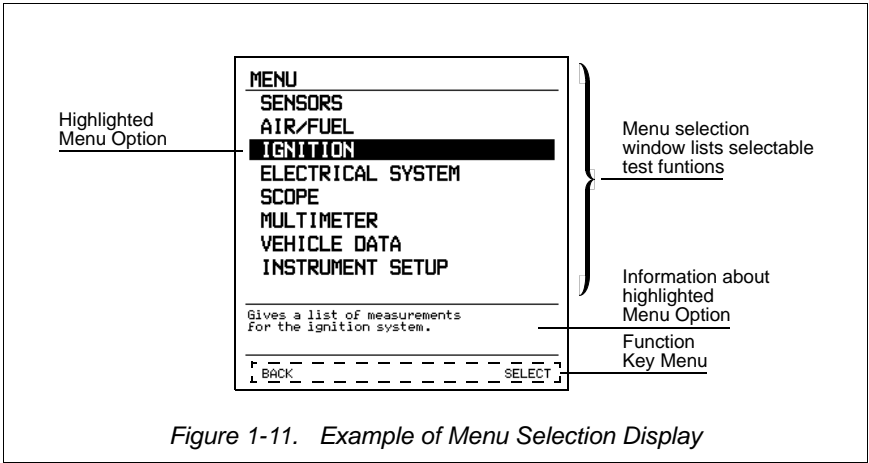 Highlighted
Menu Option
MENU
SENSORS
AIR/FUEL
IGNITION
ELECTRICAL SYSTEM
SCOPE
MULTIMETER
VEHICLE DATA
INSTRUMENT SETUP
Gives a list of measurements
for the ignition system.
BACK SELECT
Menu selection
window lists selectable
test funtions
Information about
highlighted
Menu Option
Function
Key Menu
Figure 1-11. Example of Menu Selection Display